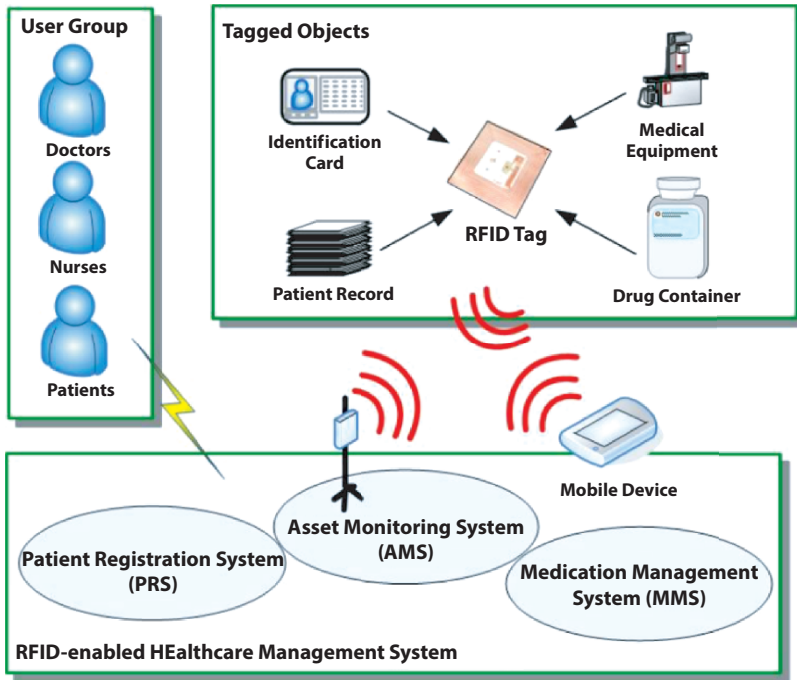 User Group
Doctors
Nurses
Patients
Tagged Objects
Identification
Card
Medical
Equipment
RFID Tag
Patient Record
Drug Container
Mobile Device
Patient Registration System
(PRS)
Asset Monitoring System
(AMS)
Medication Management
System (MMS)
RFID-enabled HEalthcare Management System